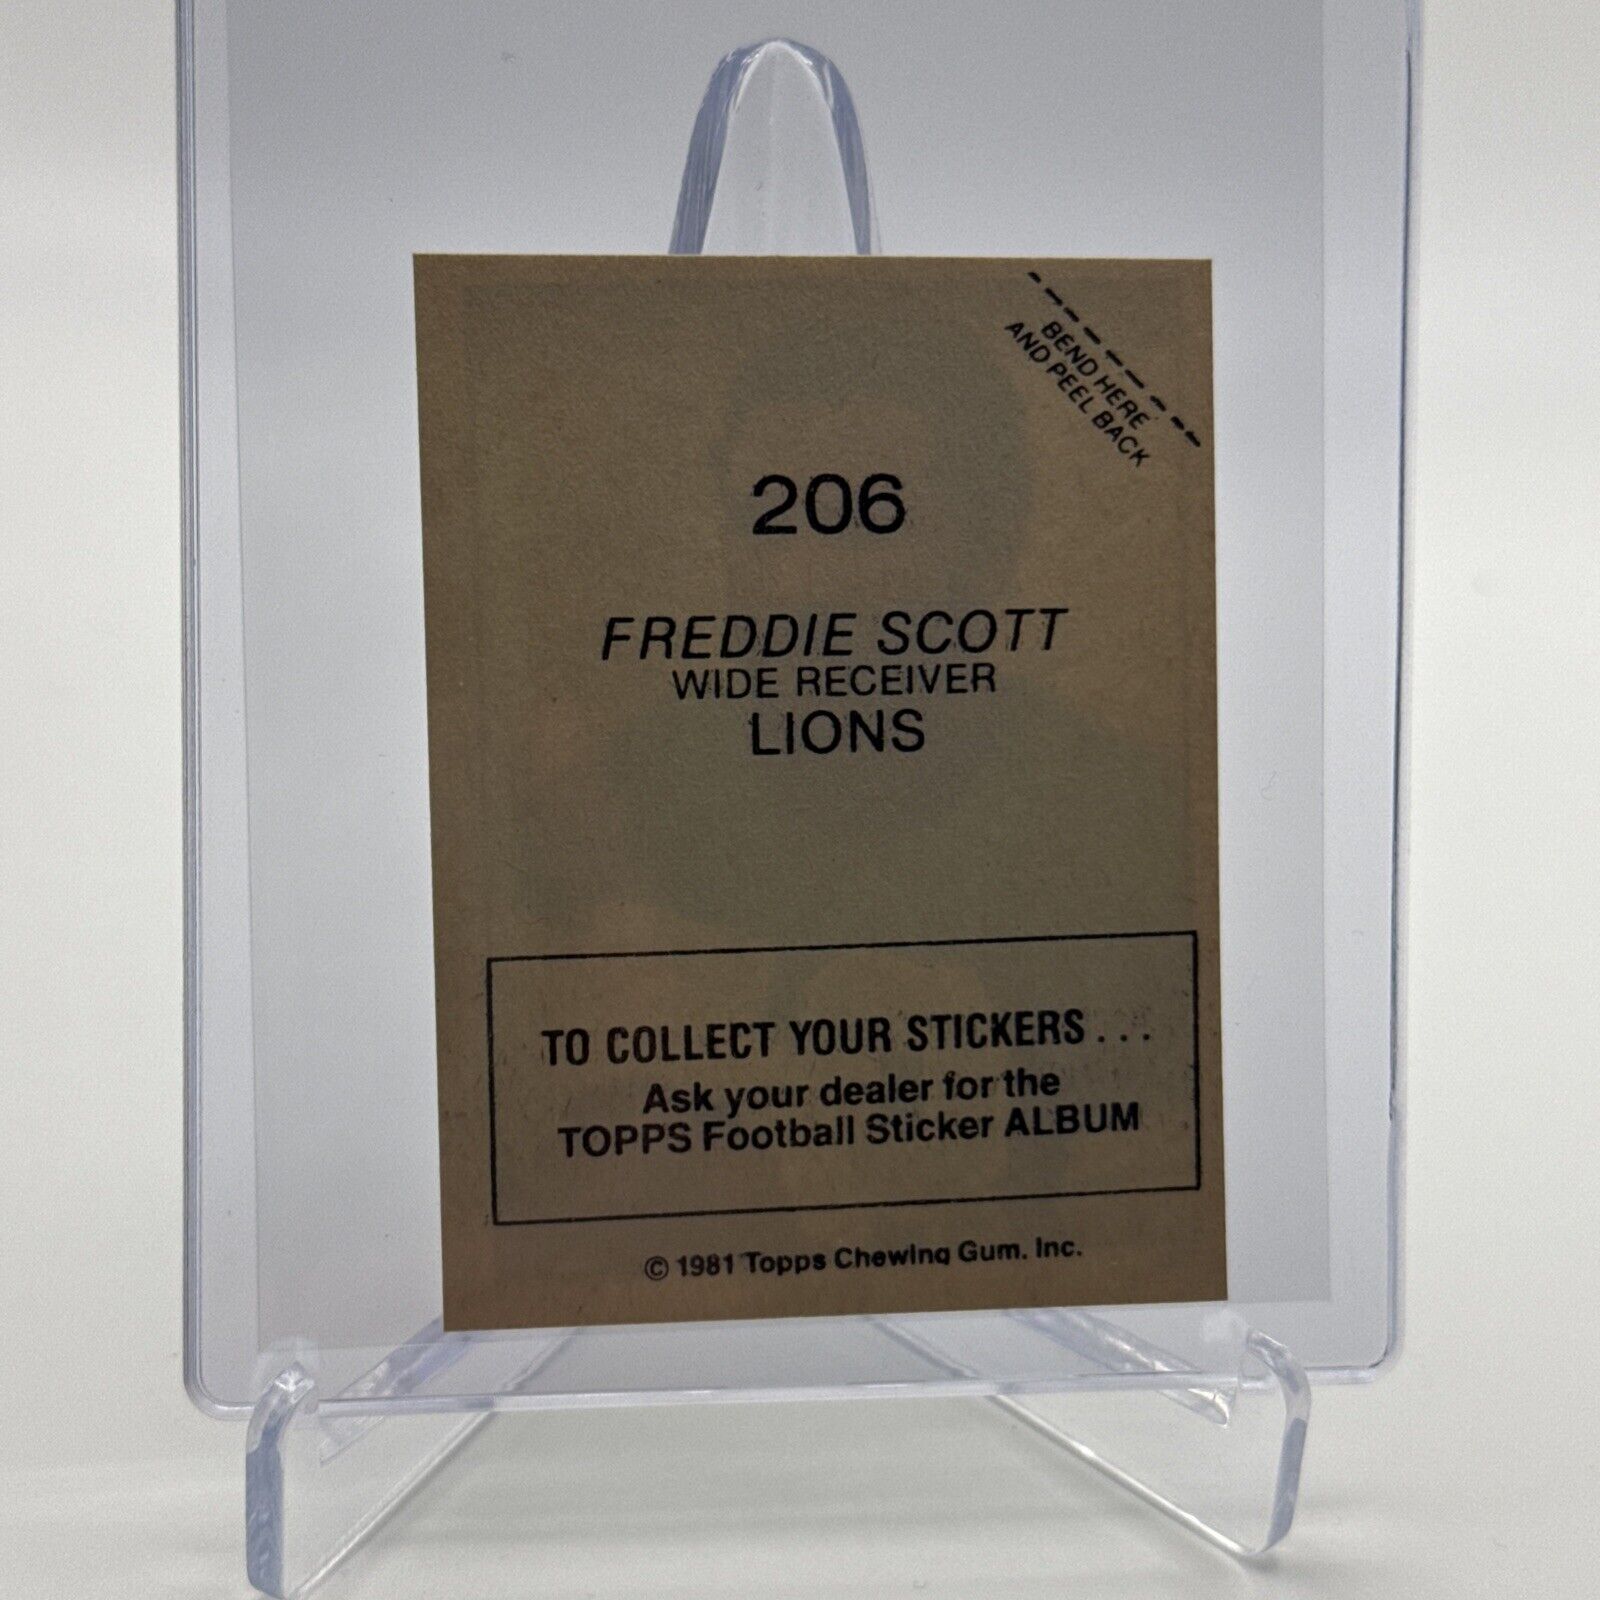 BEND HERE
AND PEEL BACK
206
FREDDIE SCOTT
WIDE RECEIVER
LIONS
TO COLLECT YOUR STICKERS . . .
Ask your dealer for the
TOPPS Football Sticker ALBUM
© 1981 Topps Chewing Gum, Inc.